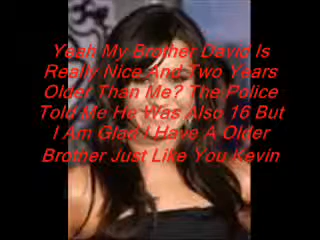 Yeah My Brother David Is
Really Nice And Two Years
Older Than Me? The Police
Told Me He Was Also 16 But
I Am Glad I Have A Older
Brother Just Like You Kevin